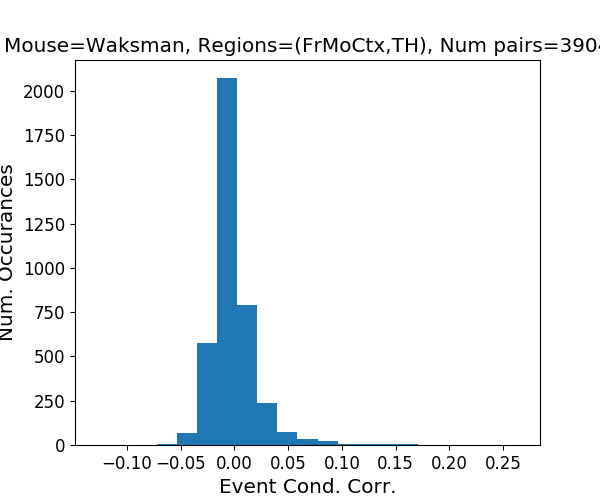 Mouse=Waksman, Regions=(FrMoCtx,TH), Num pairs=390
Num. Occurances
2000
1750
1500
1250
1000
750
500
250
0
−0.10 −0.05 0.00 0.05 0.10 0.15 0.20 0.25
Event Cond. Corr.